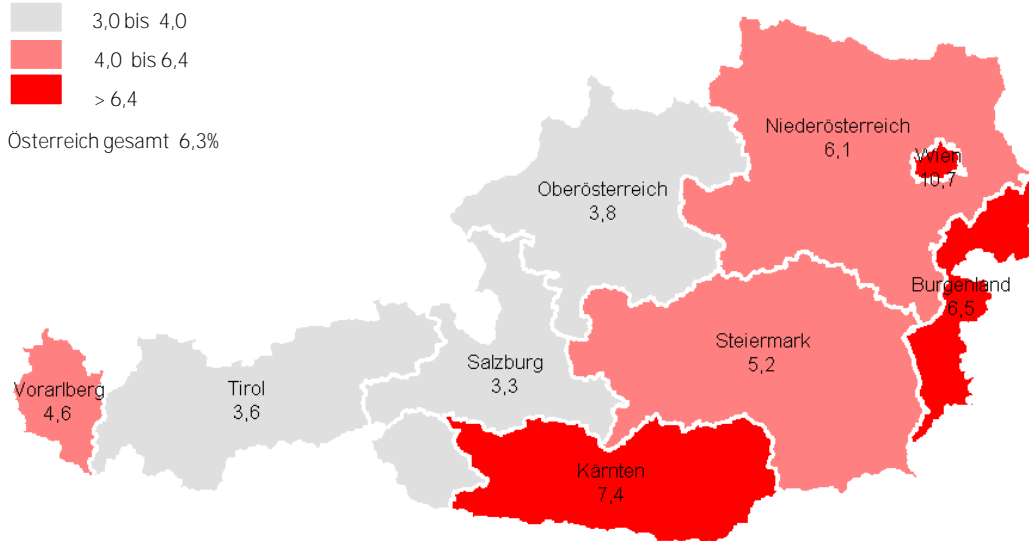 3,0 bis 4,0
4,0 bis 6,4
> 6,4
Österreich gesamt 6,3%
Niederösterreich
6,1
Wien
10,7
Oberösterreich
3,8
Burgenland
6,5
Steiermark
5,2
Salzburg
3,3
Tirol
3,6
Vorarlberg
4,6
Kärnten
7,4